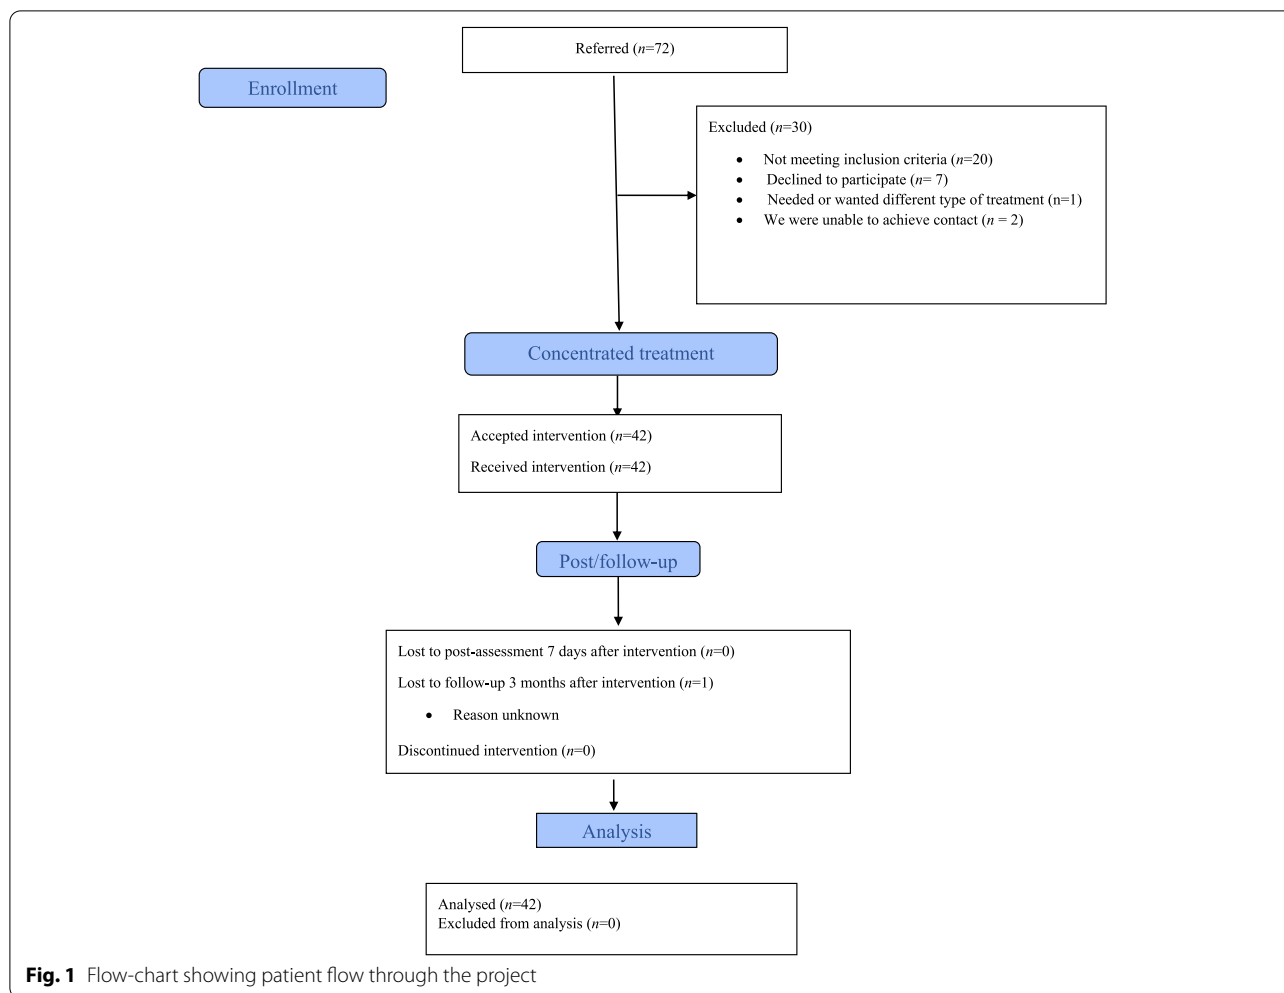 Referred (n=72)
Enrollment
Excluded (n=30)
• Not meeting inclusion criteria (n=20)
• Declined to participate (n= 7)
• Needed or wanted different type of treatment (n=1)
• We were unable to achieve contact (n = 2)
Concentrated treatment
Accepted intervention (n=42)
Received intervention (n=42)
Post/follow-up
Lost to post-assessment 7 days after intervention (n=0)
Lost to follow-up 3 months after intervention (n=1)
• Reason unknown
Discontinued intervention (n=0)
Analysis
Analysed (n=42)
Excluded from analysis (n=0)
Fig. 1 Flow-chart showing patient flow through the project